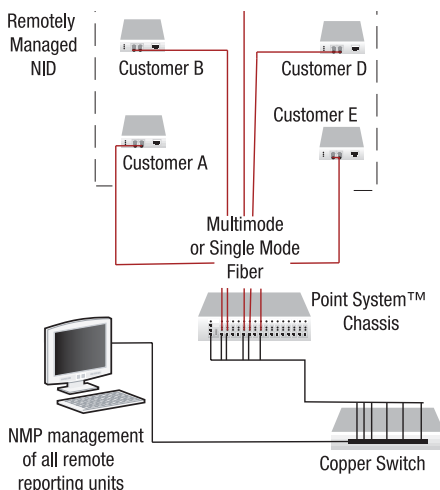 Remotely
Managed
NID
Customer B
Customer D
Customer E
Customer A
Multimode
or Single Mode
Fiber
Point System™
Chassis
NMP management
of all remote
reporting units
Copper Switch